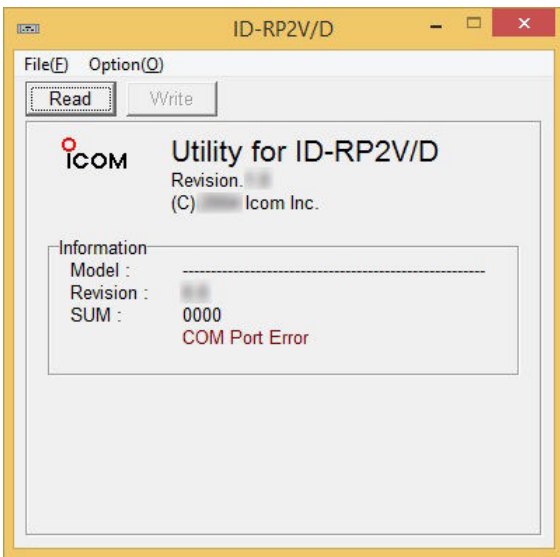 ID-RP2V/D
File(F) Option(O)
Read Write
ICOM
Utility for ID-RP2V/D
Revision.
(C) Icom Inc.
Information
Model : ------------------------------------------------------------
Revision :
SUM : 0000
COM Port Error